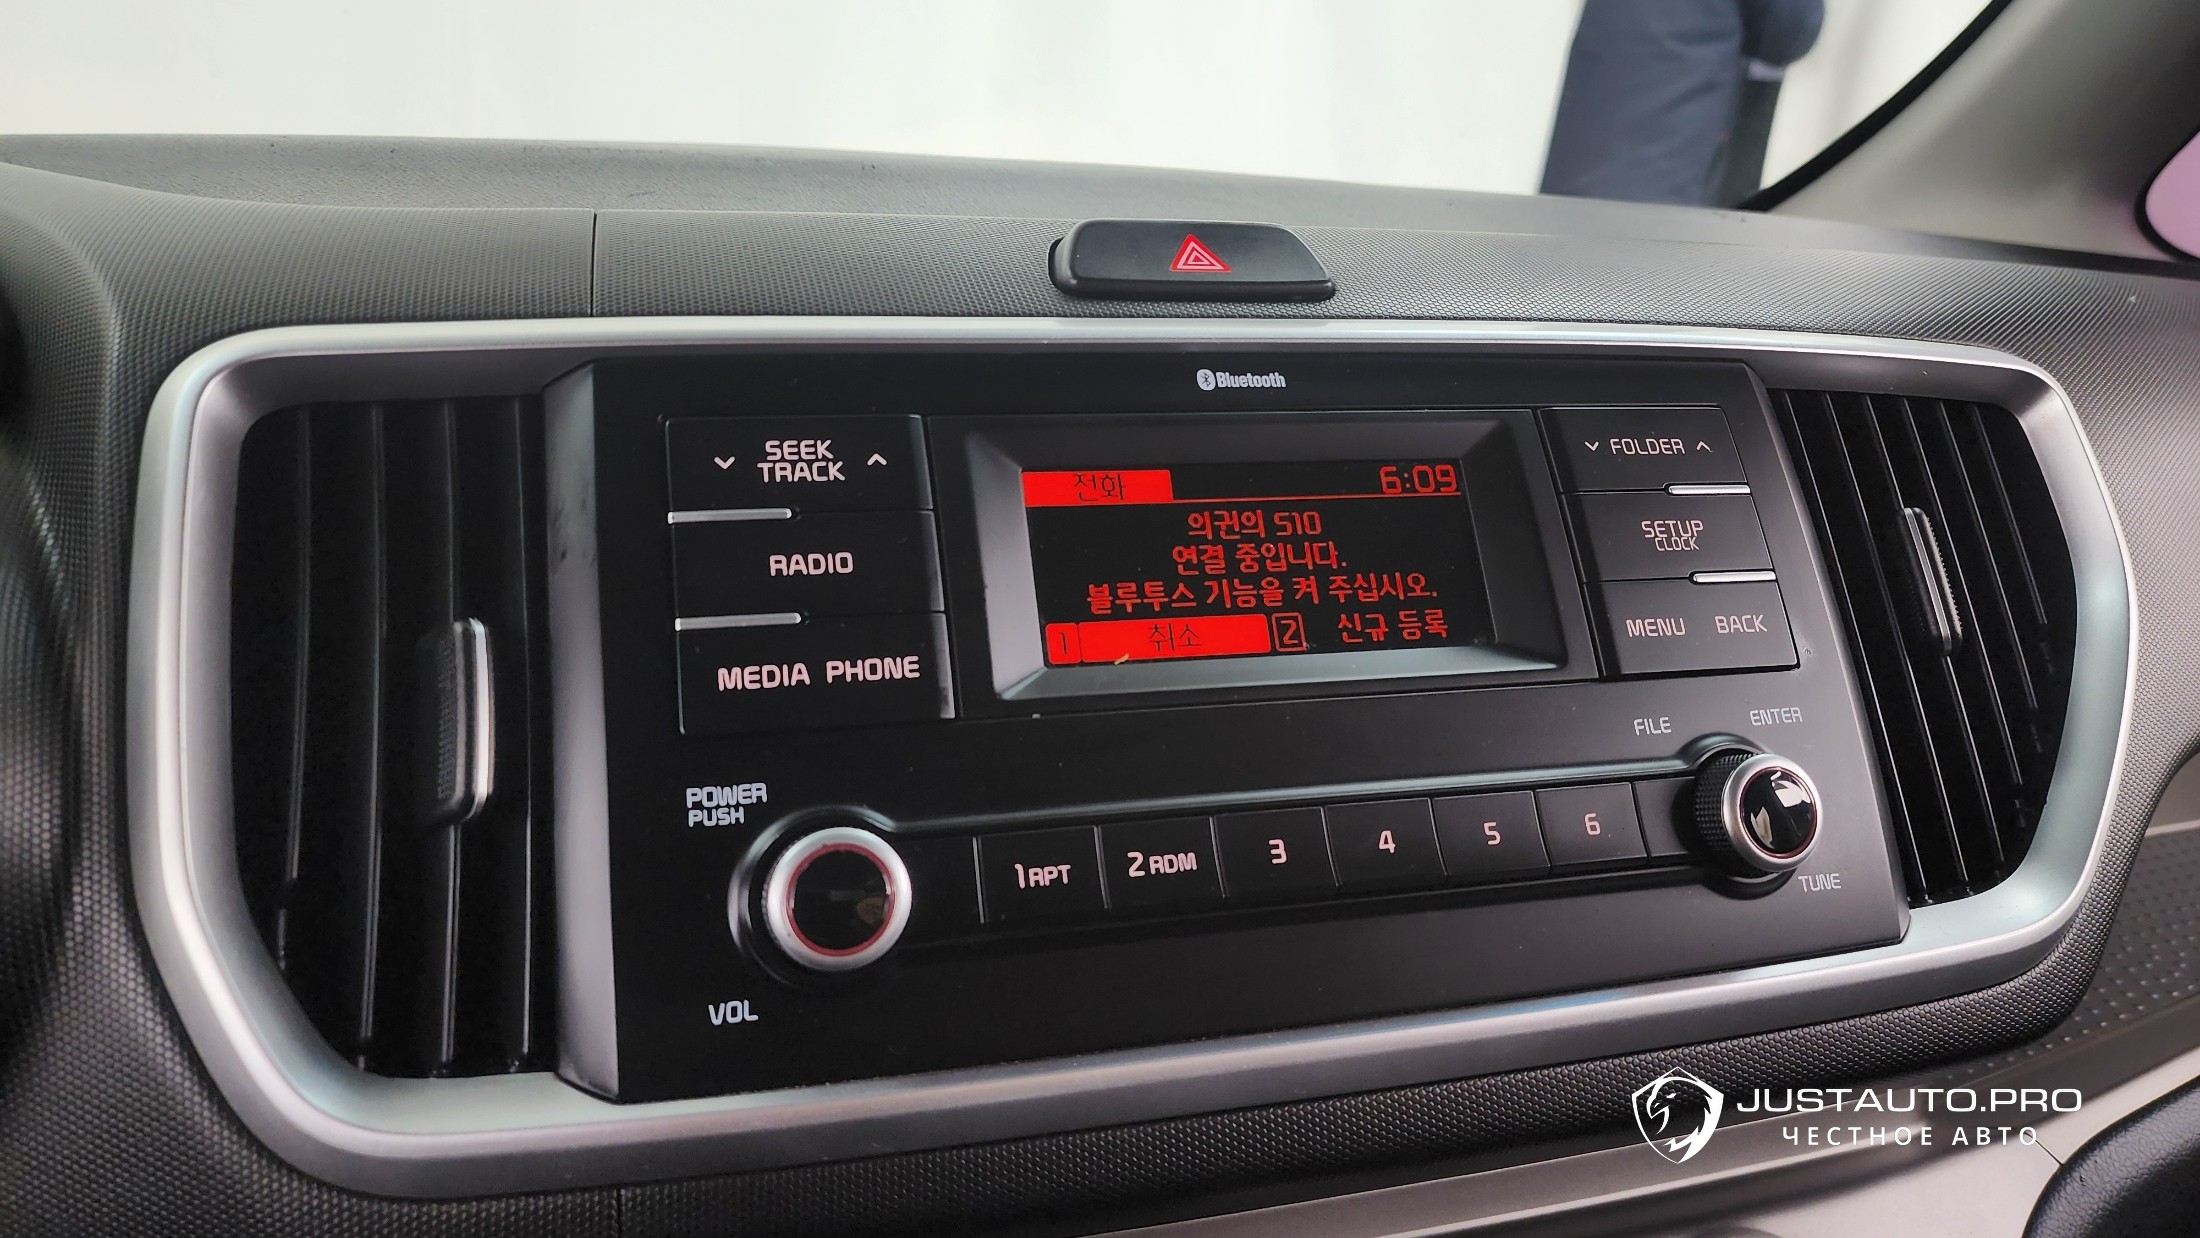 Bluetooth
SEEK
TRACK
RADIO
MEDIA PHONE
전화 6:09
의권의 S10
연결 중입니다.
블루투스 기능을 켜 주십시오.
1 취소 2 신규 등록
FOLDER
SETUP
CLOCK
MENU BACK
FILE ENTER
POWER
PUSH
1 RPT 2 RDM 3 4 5 6
TUNE
VOL
JUSTAUTO.PRO
ЧЕСТНОЕ АВТО